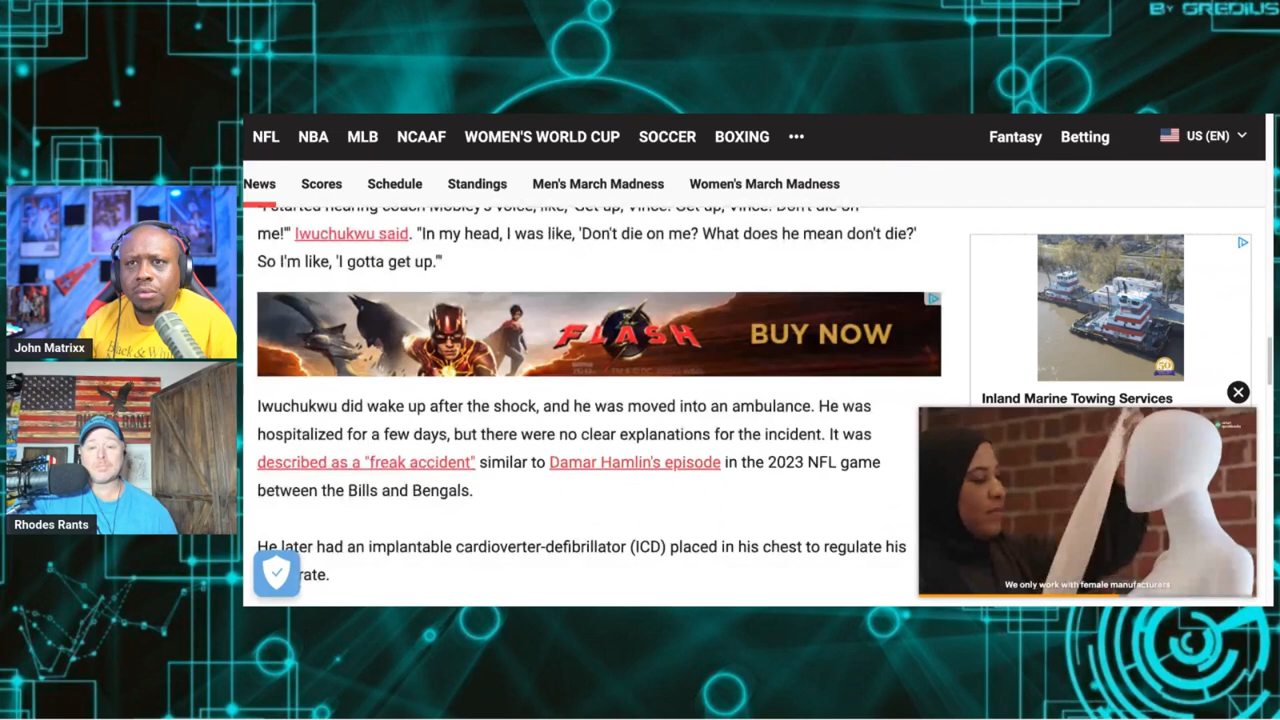 BY GREDIUS
NFL NBA MLB NCAAF WOMEN'S WORLD CUP SOCCER BOXING ••• Fantasy Betting US (EN)
News Scores Schedule Standings Men's March Madness Women's March Madness
"I started hearing coach Mobley's voice, like, 'Get up, Vince. Get up, Vince. Don't die on
me!'" Iwuchukwu said. "In my head, I was like, 'Don't die on me? What does he mean don't die?'
So I'm like, 'I gotta get up.'"
FLASH
BUY NOW
Iwuchukwu did wake up after the shock, and he was moved into an ambulance. He was
hospitalized for a few days, but there were no clear explanations for the incident. It was
described as a "freak accident" similar to Damar Hamlin's episode in the 2023 NFL game
between the Bills and Bengals.
He later had an implantable cardioverter-defibrillator (ICD) placed in his chest to regulate his
rate.
50
Inland Marine Towing Services
We only work with female manufacturers
John Matrixx
Black & Whi
Rhodes Rants